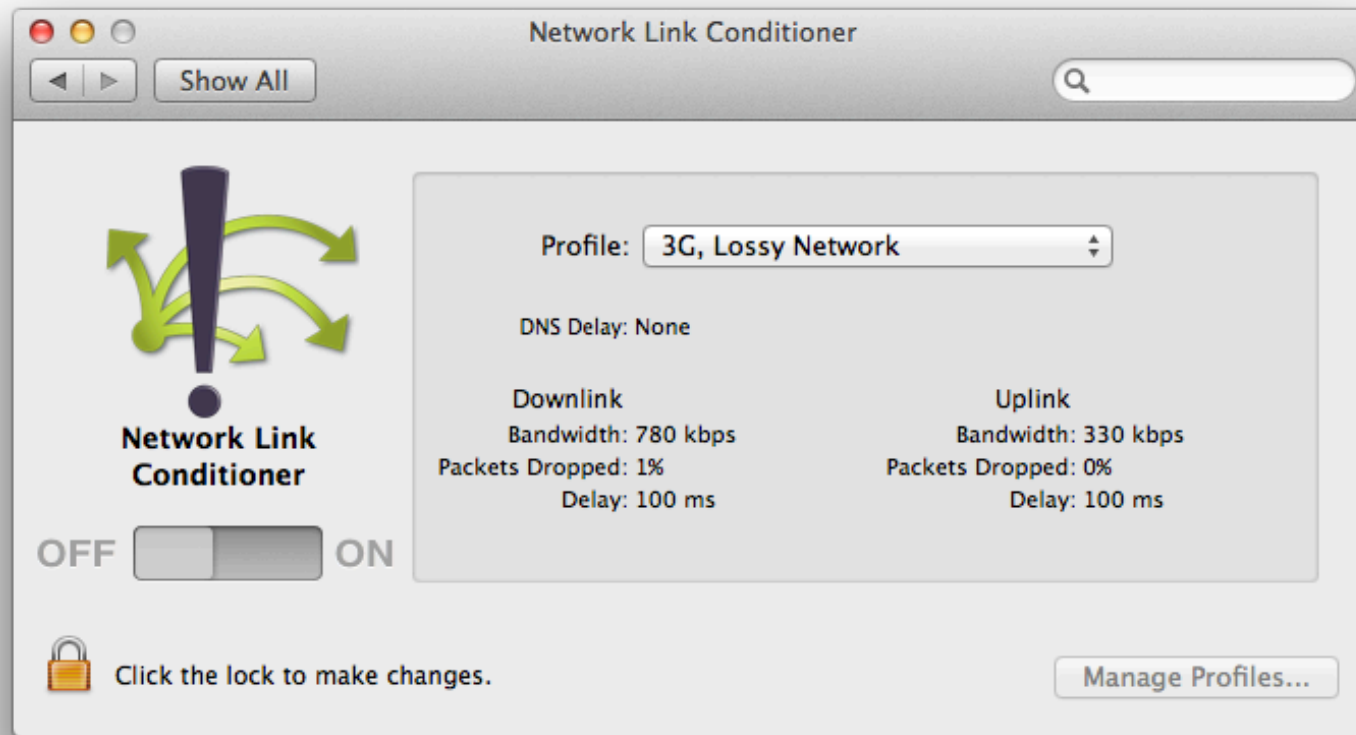 Network Link Conditioner
Show All
Profile: 3G, Lossy Network
DNS Delay: None
Downlink
Bandwidth: 780 kbps
Packets Dropped: 1%
Delay: 100 ms
Uplink
Bandwidth: 330 kbps
Packets Dropped: 0%
Delay: 100 ms
Network Link
Conditioner
OFF ON
Click the lock to make changes.
Manage Profiles...